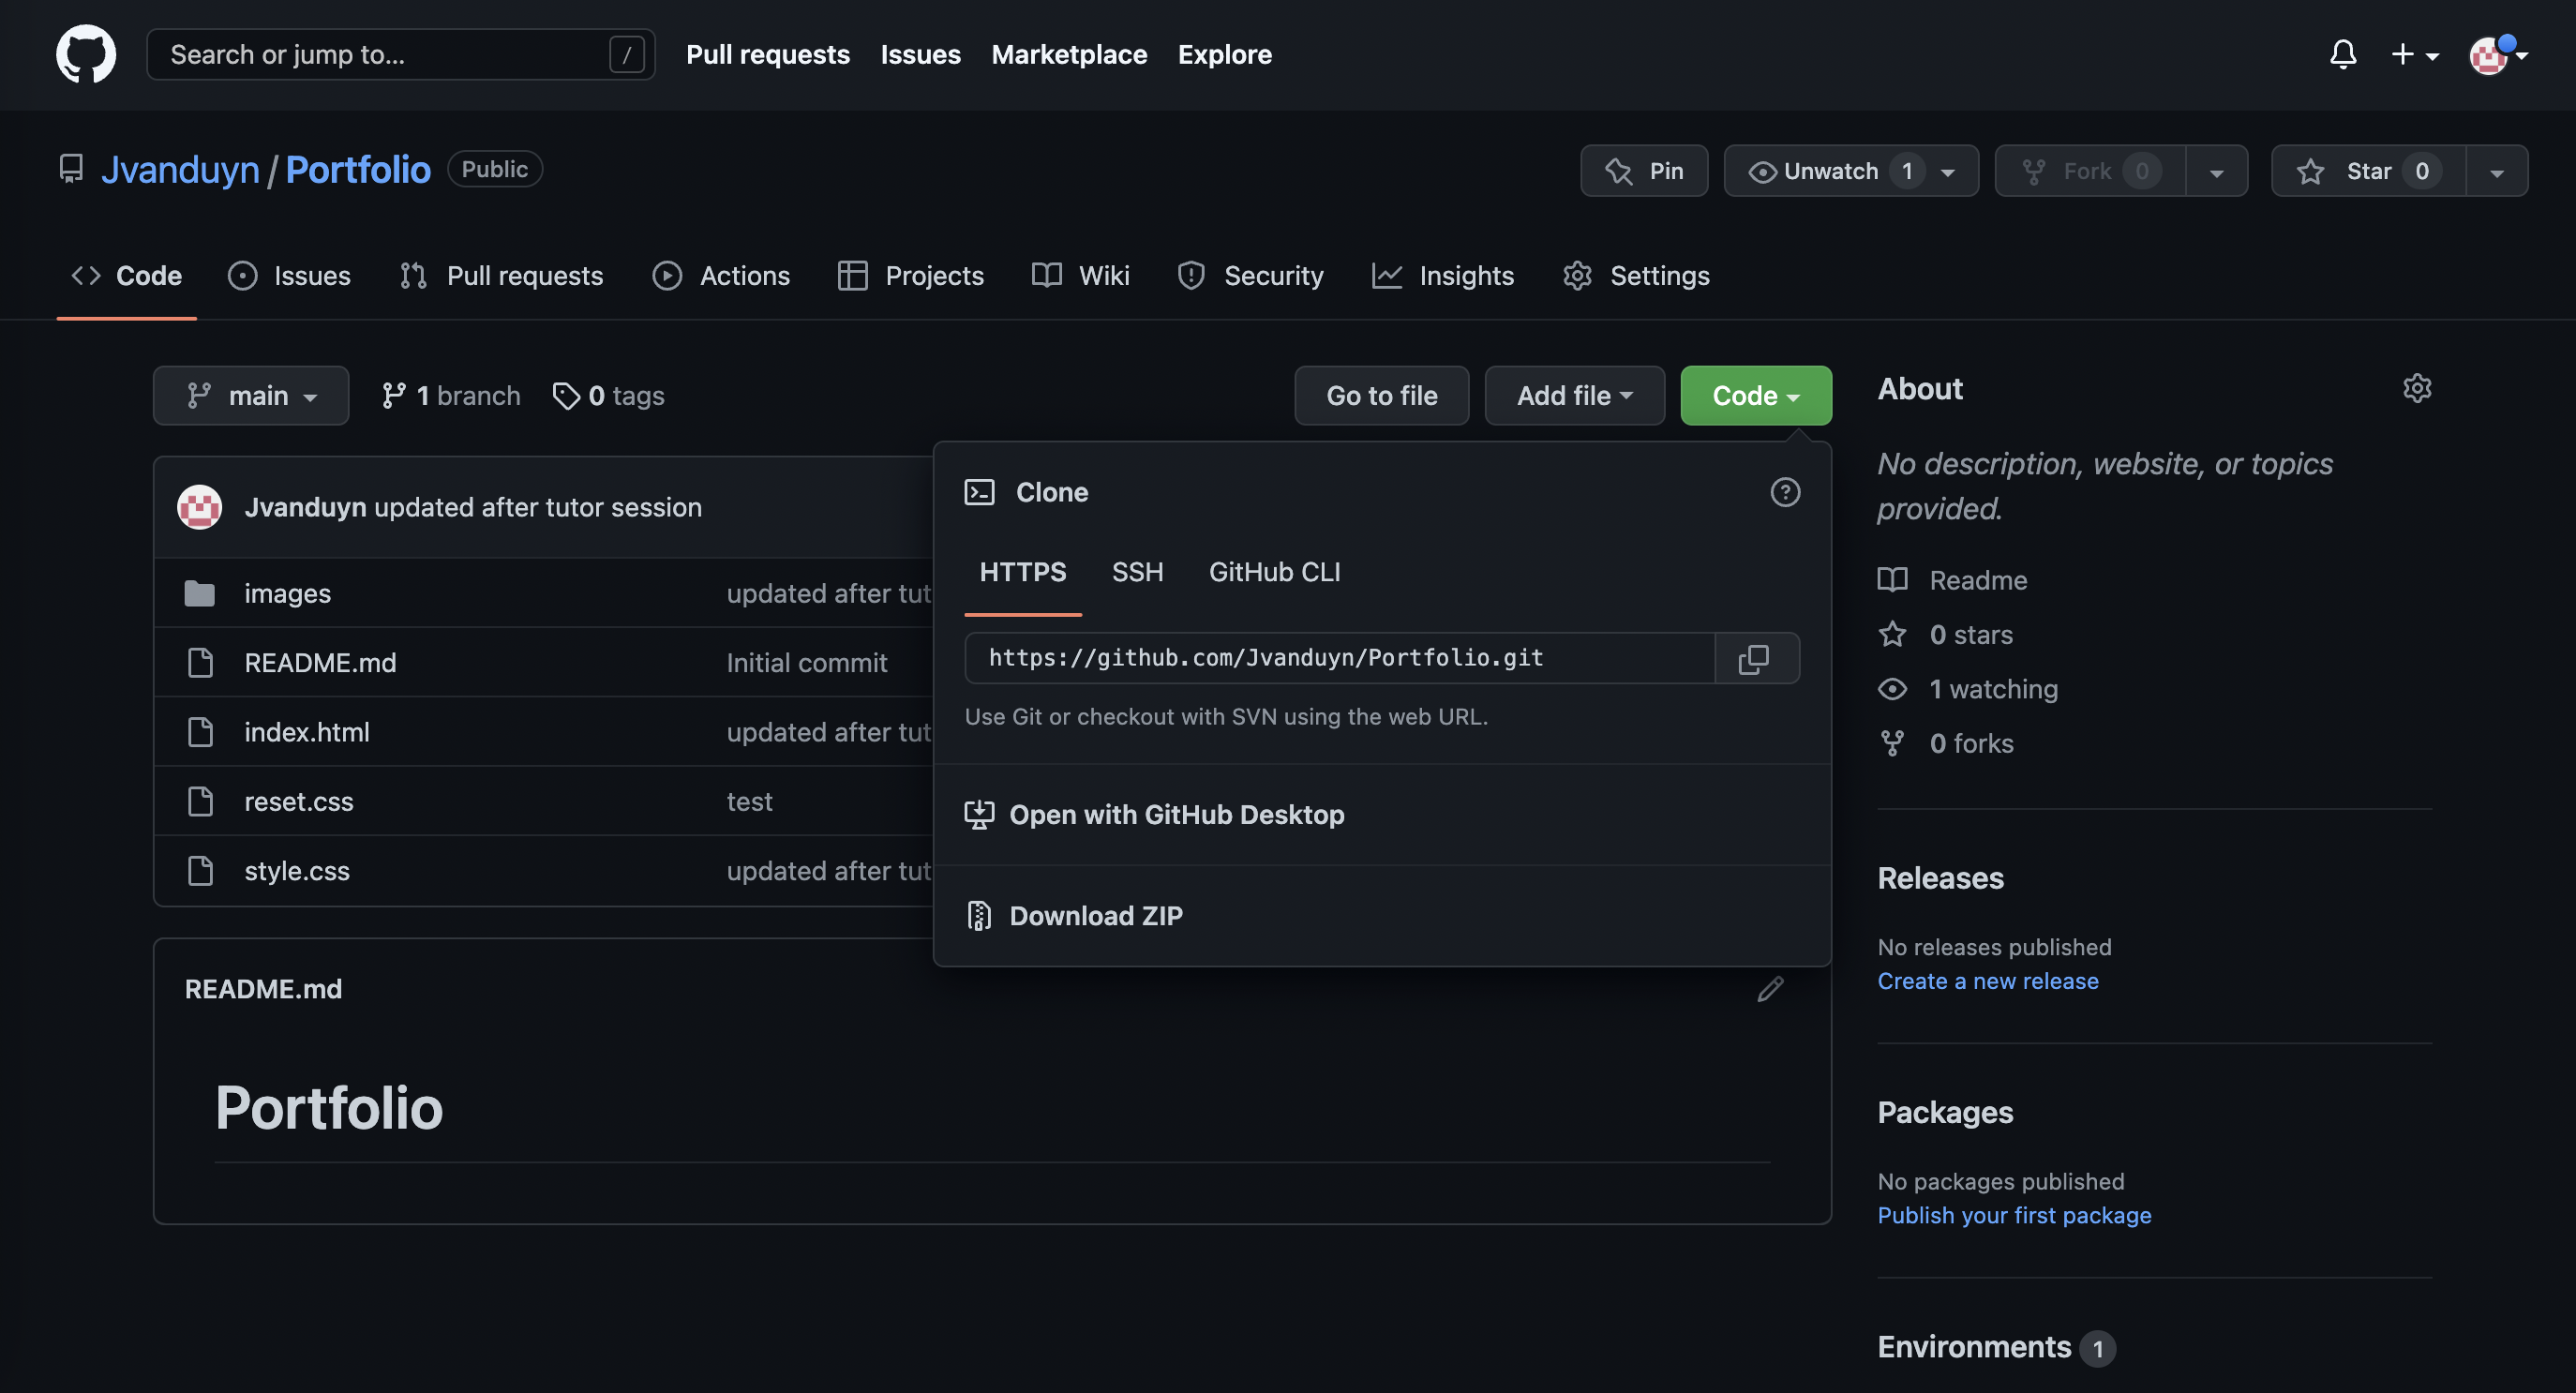 Search or jump to... /
Pull requests Issues Marketplace Explore
Jvanduyn / Portfolio Public
Pin
Unwatch 1
Fork 0
Star 0
Code Issues Pull requests Actions Projects Wiki Security Insights Settings
main 1 branch 0 tags
Go to file Add file Code
Jvanduyn updated after tutor session
images updated after tut
README.md Initial commit
index.html updated after tut
reset.css test
style.css updated after tut
Clone
HTTPS SSH GitHub CLI
https://github.com/Jvanduyn/Portfolio.git
Use Git or checkout with SVN using the web URL.
Open with GitHub Desktop
Download ZIP
README.md
Portfolio
About
No description, website, or topics
provided.
Readme
0 stars
1 watching
0 forks
Releases
No releases published
Create a new release
Packages
No packages published
Publish your first package
Environments 1